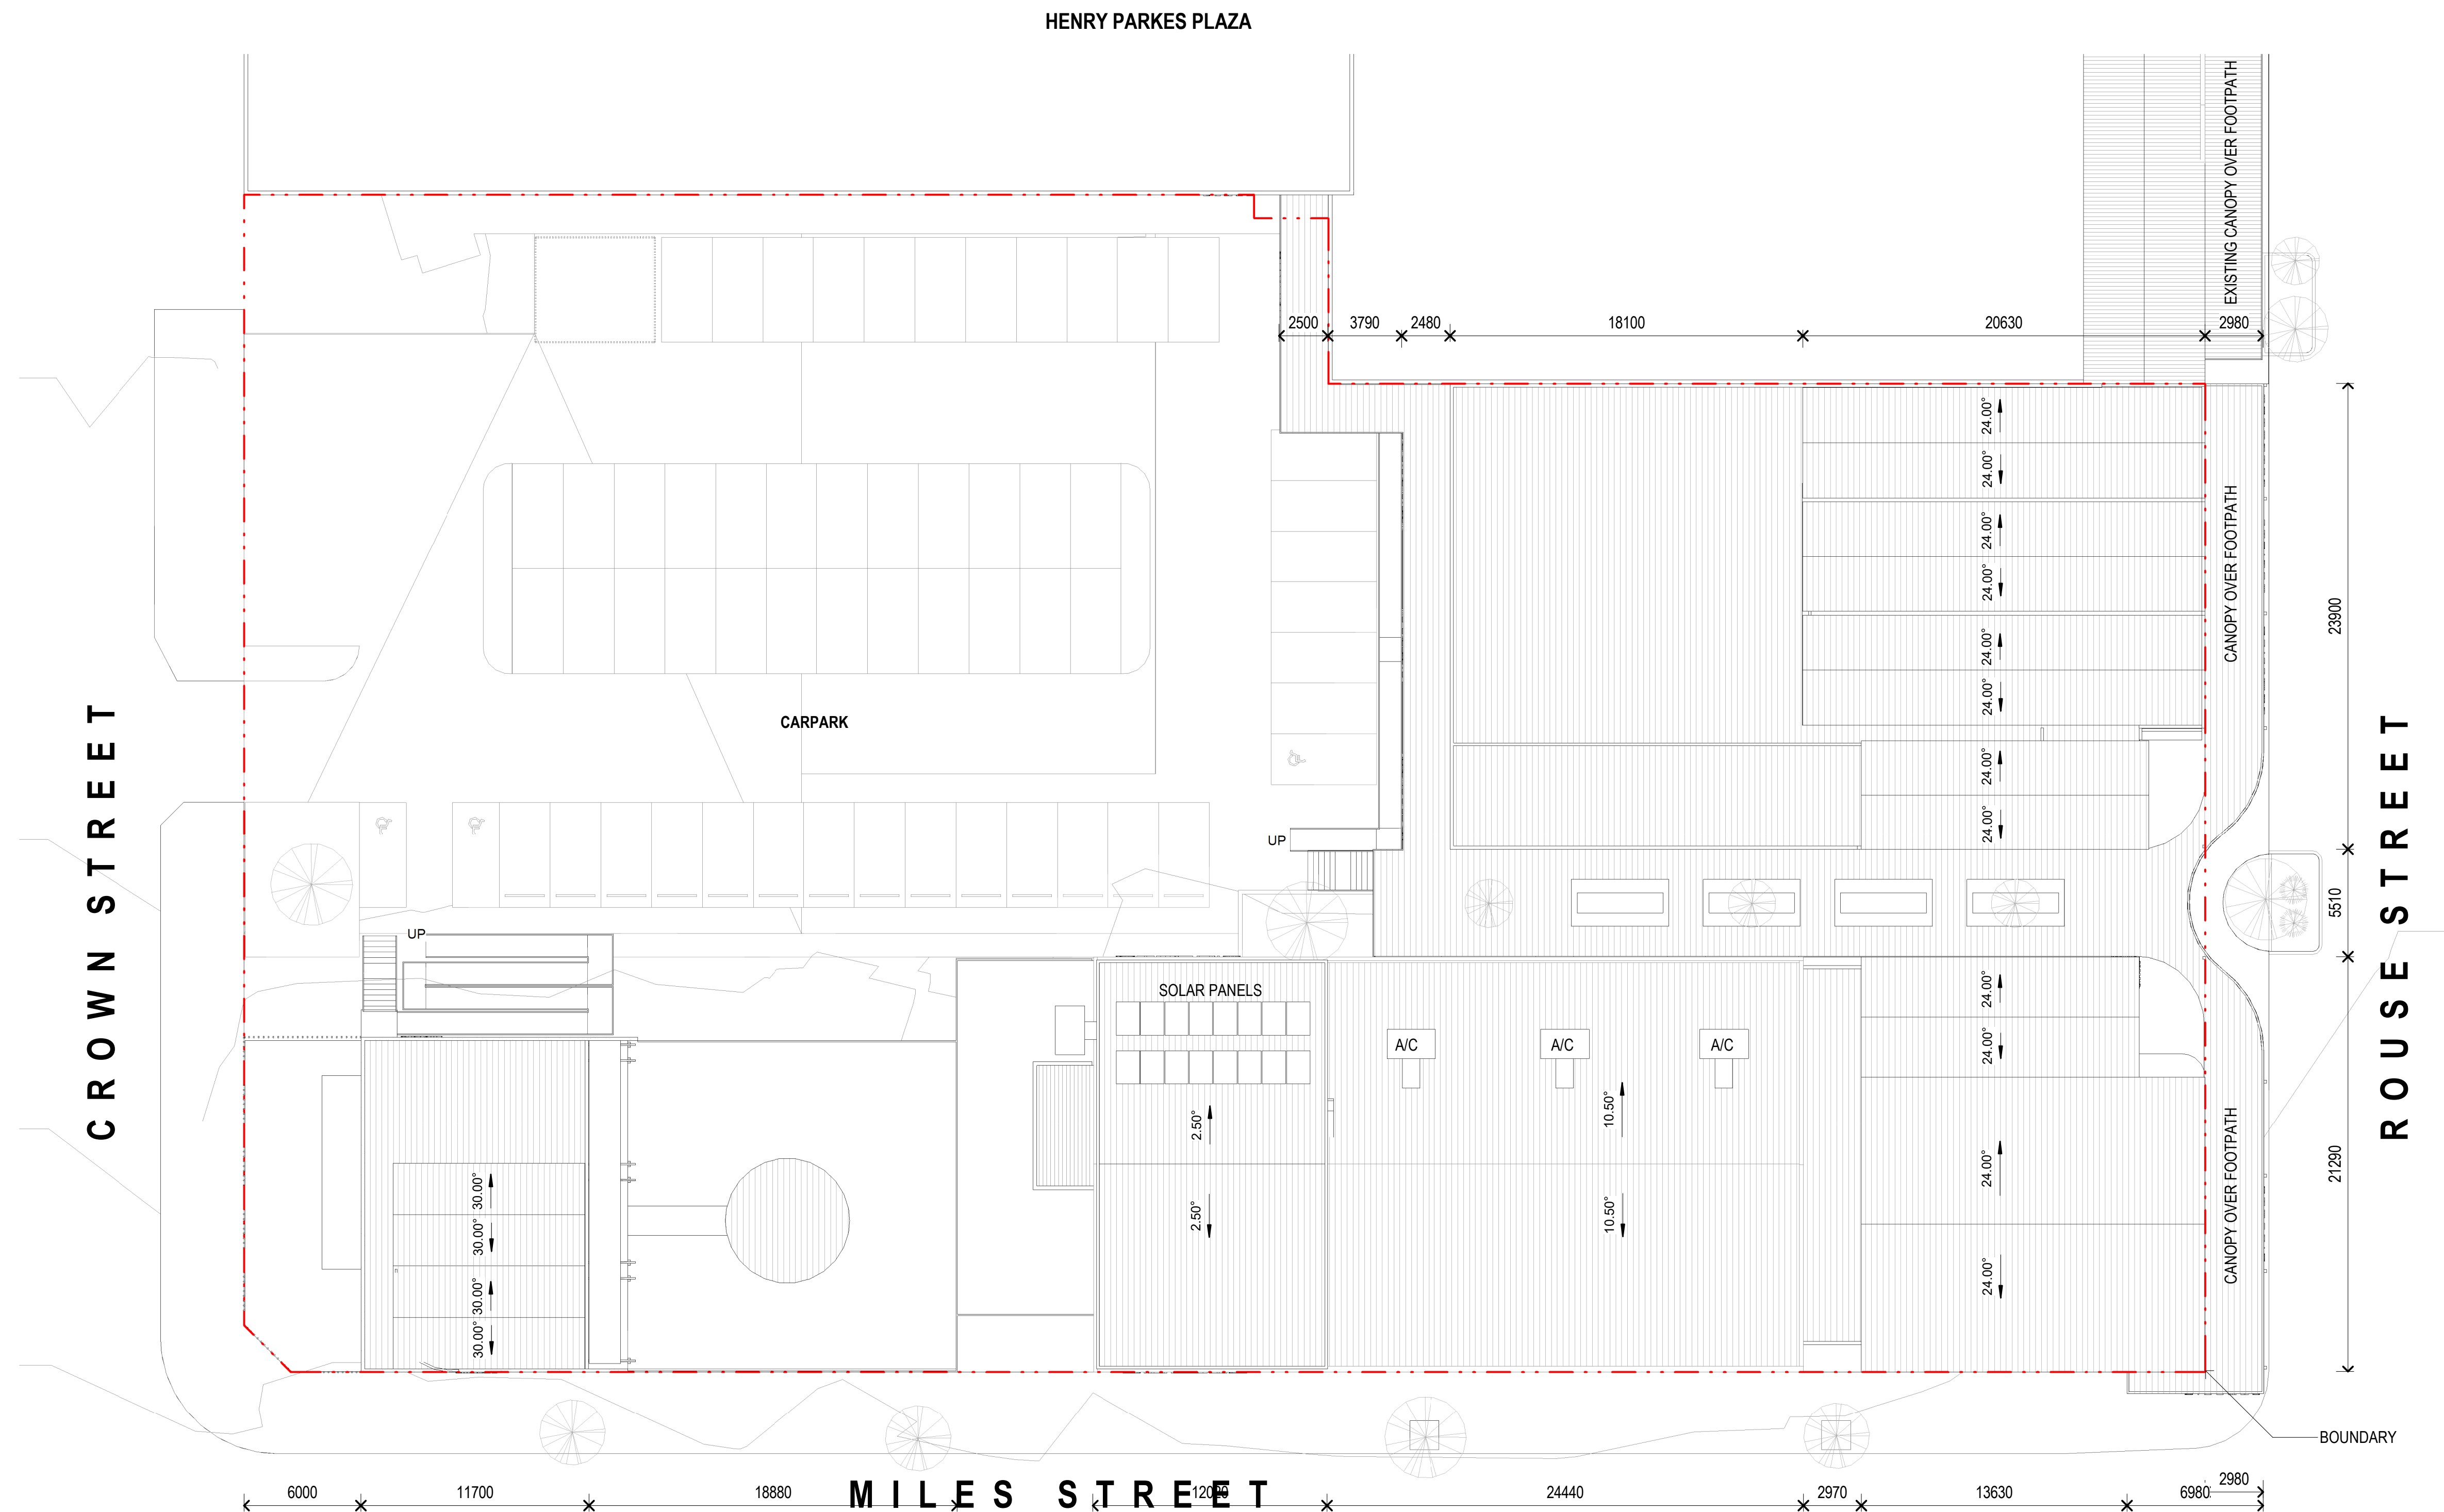 HENRY PARKES PLAZA
EXISTING CANOPY OVER FOOTPATH
2500
3790
2480
18100
20630
2980
24.00°
24.00°
24.00°
24.00°
24.00°
24.00°
24.00°
24.00°
CANOPY OVER FOOTPATH
23900
CARPARK
CROWN STREET
ROUSE STREET
UP
UP
5510
SOLAR PANELS
A/C
A/C
A/C
2.50°
2.50°
10.50°
10.50°
24.00°
24.00°
24.00°
24.00°
30.00°
30.00°
30.00°
30.00°
CANOPY OVER FOOTPATH
21290
BOUNDARY
MILES STREET
2980
6000
11700
18880
12020
24440
2970
13630
6980